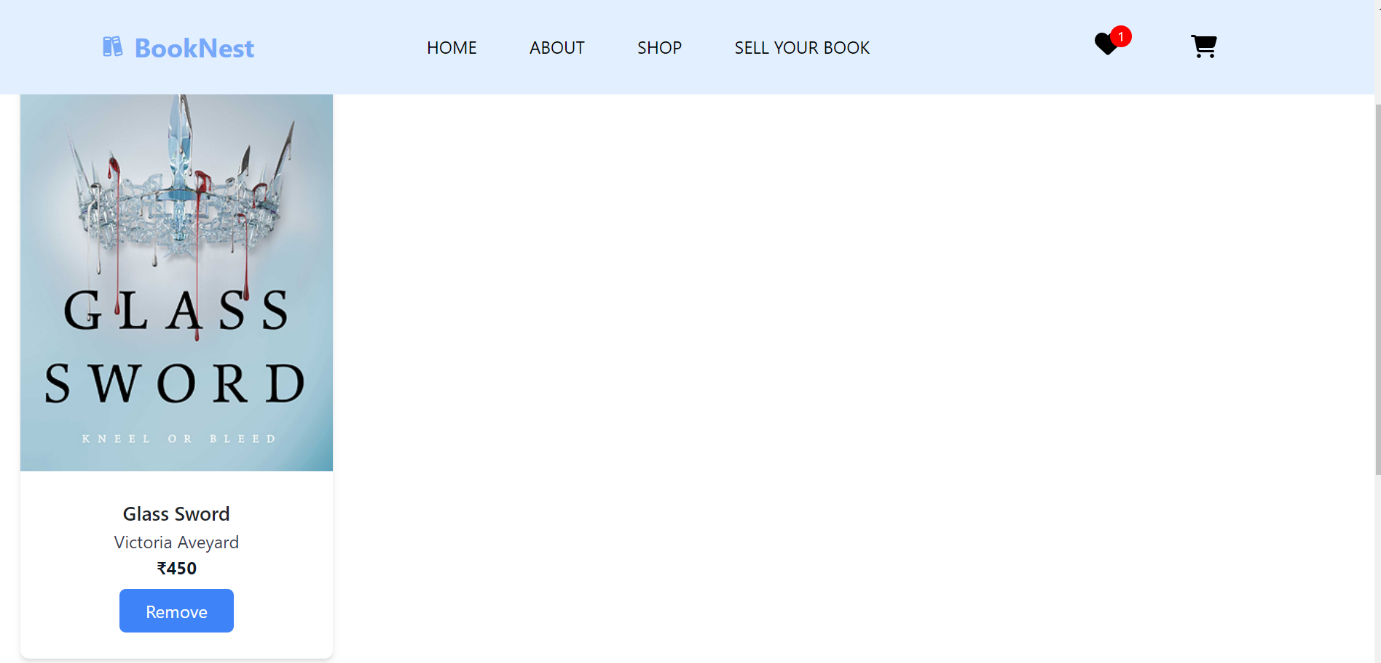 BookNest
HOME ABOUT SHOP SELL YOUR BOOK
1
GLASS
SWORD
KNEEL OR BLEED
Glass Sword
Victoria Aveyard
₹450
Remove